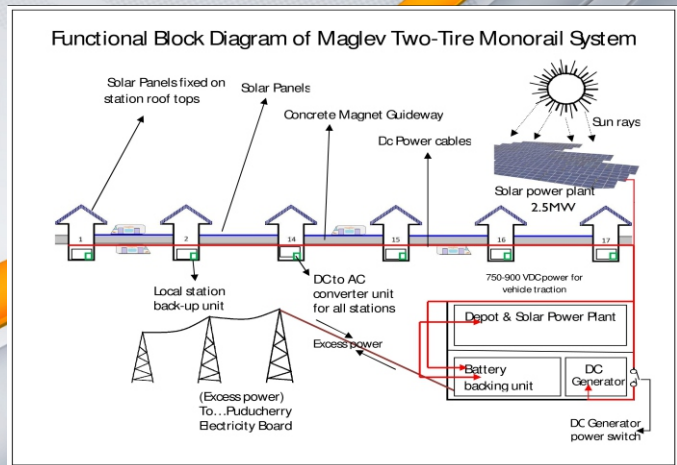 Functional Block Diagram of Maglev Two-Tire Monorail System
Solar Panels fixed on
station roof tops
Solar Panels
Concrete Magnet Guideway
Dc Power cables
Sun rays
Solar power plant
2.5MW
1
2
14
15
16
17
Local station
back-up unit
DC to AC
converter unit
for all stations
750-900 VDC power for
vehicle traction
Excess power
Depot & Solar Power Plant
Battery
backing unit
DC
Generator
(Excess power)
To...Puducherry
Electricity Board
DC Generator
power switch